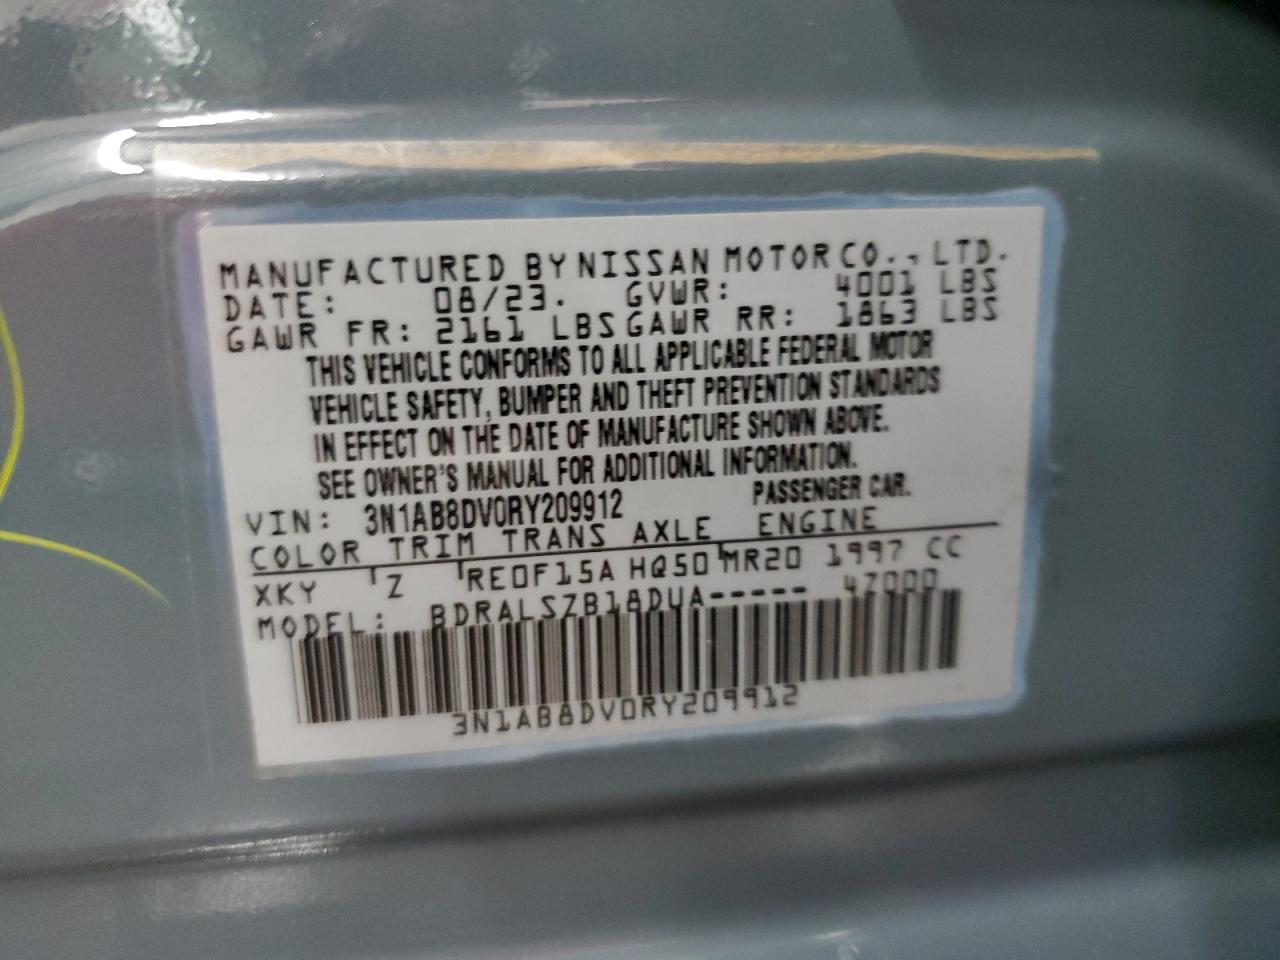 MANUFACTURED BY NISSAN MOTOR CO., LTD.
DATE: 08/23. GVWR: 4001 LBS
GAWR FR: 2161 LBS GAWR RR: 1863 LBS
THIS VEHICLE CONFORMS TO ALL APPLICABLE FEDERAL MOTOR
VEHICLE SAFETY, BUMPER AND THEFT PREVENTION STANDARDS
IN EFFECT ON THE DATE OF MANUFACTURE SHOWN ABOVE.
SEE OWNER'S MANUAL FOR ADDITIONAL INFORMATION.
VIN: 3N1AB8DV0RY209912 PASSENGER CAR.
COLOR TRIM TRANS AXLE ENGINE
XKY Z RE0F15A HQ50 MR20 1997 CC
MODEL: BDRALSZB18DUA----- 47000
3N1AB8DV0RY209912